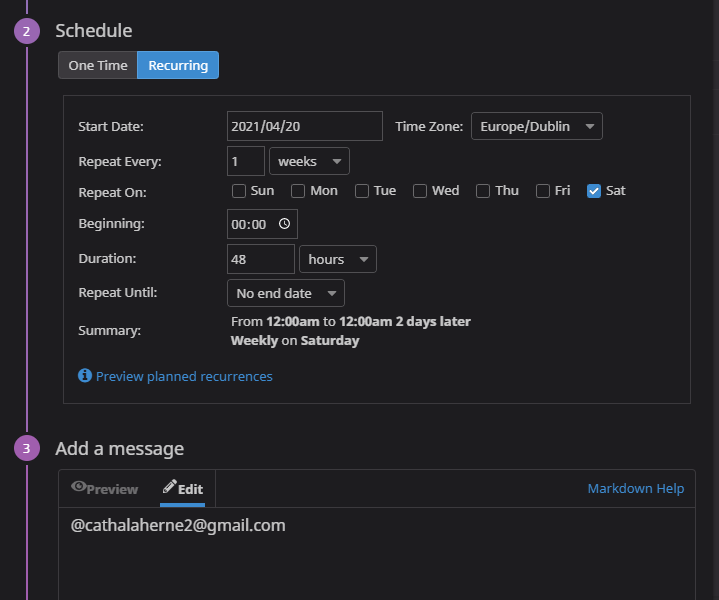 2 Schedule
One Time Recurring
Start Date: 2021/04/20 Time Zone: Europe/Dublin
Repeat Every: 1 weeks
Repeat On: Sun Mon Tue Wed Thu Fri Sat
Beginning: 00:00
Duration: 48 hours
Repeat Until: No end date
Summary: From 12:00am to 12:00am 2 days later
Weekly on Saturday
Preview planned recurrences
3 Add a message
Preview Edit Markdown Help
@cathalaherne2@gmail.com